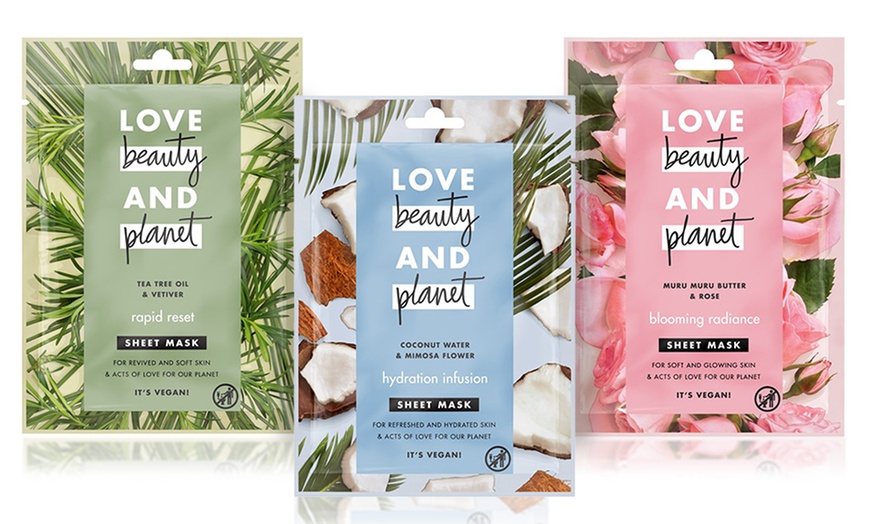 LOVE
beauty
AND
planet
TEA TREE OIL
& VETIVER
rapid reset
SHEET MASK
FOR REVIVED AND SOFT SKIN
& ACTS OF LOVE FOR OUR PLANET
IT'S VEGAN!
LOVE
beauty
AND
planet
COCONUT WATER
& MIMOSA FLOWER
hydration infusion
SHEET MASK
FOR REFRESHED AND HYDRATED SKIN
& ACTS OF LOVE FOR OUR PLANET
IT'S VEGAN!
LOVE
beauty
AND
planet
MURU MURU BUTTER
& ROSE
blooming radiance
SHEET MASK
FOR SOFT AND GLOWING SKIN
& ACTS OF LOVE FOR OUR PLANET
IT'S VEGAN!